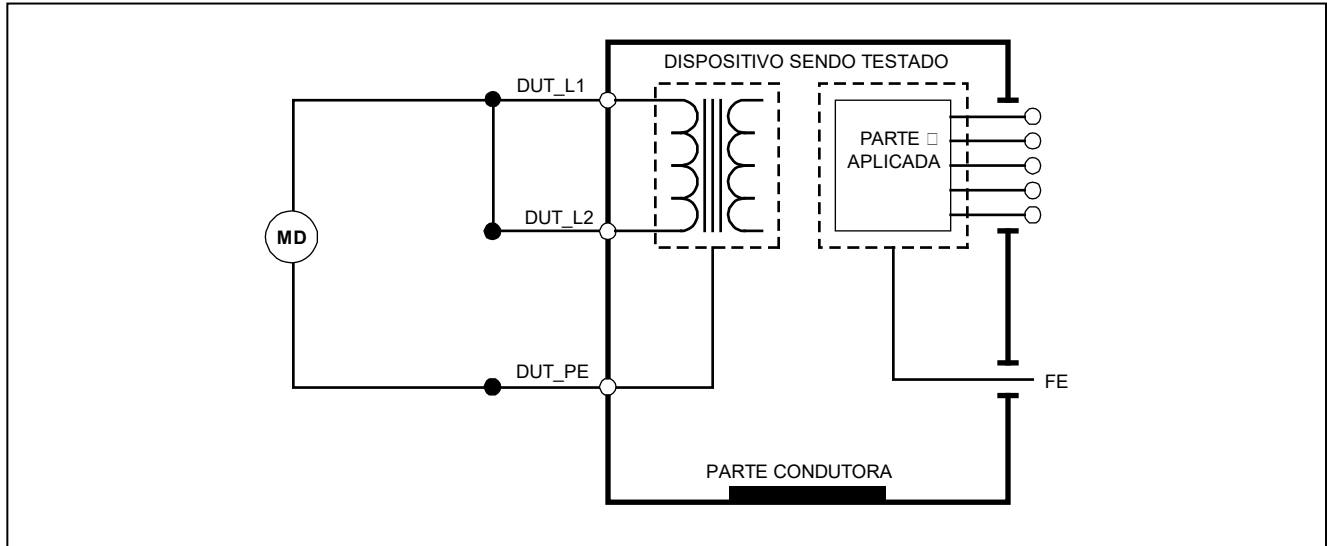 DISPOSITIVO SENDO TESTADO
DUT_L1
PARTE □
APLICADA
DUT_L2
MD
DUT_PE
FE
PARTE CONDUTORA